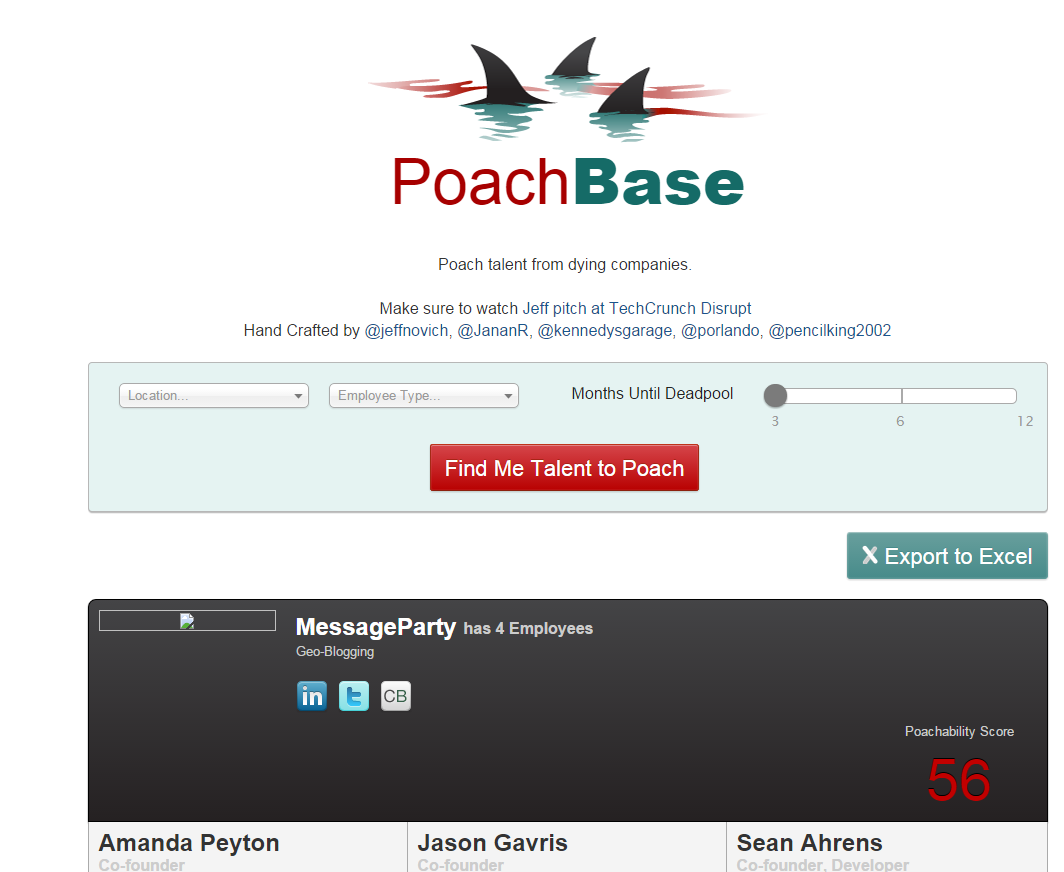 PoachBase
Poach talent from dying companies.
Make sure to watch Jeff pitch at TechCrunch Disrupt
Hand Crafted by @jeffnovich, @JananR, @kennedysgarage, @porlando, @pencilking2002
Location... Employee Type... Months Until Deadpool
3 6 12
Find Me Talent to Poach
X Export to Excel
MessageParty has 4 Employees
Geo-Blogging
in t CB
Poachability Score
56
Amanda Peyton Jason Gavris Sean Ahrens
Co-founder Co-founder Co-founder, Developer